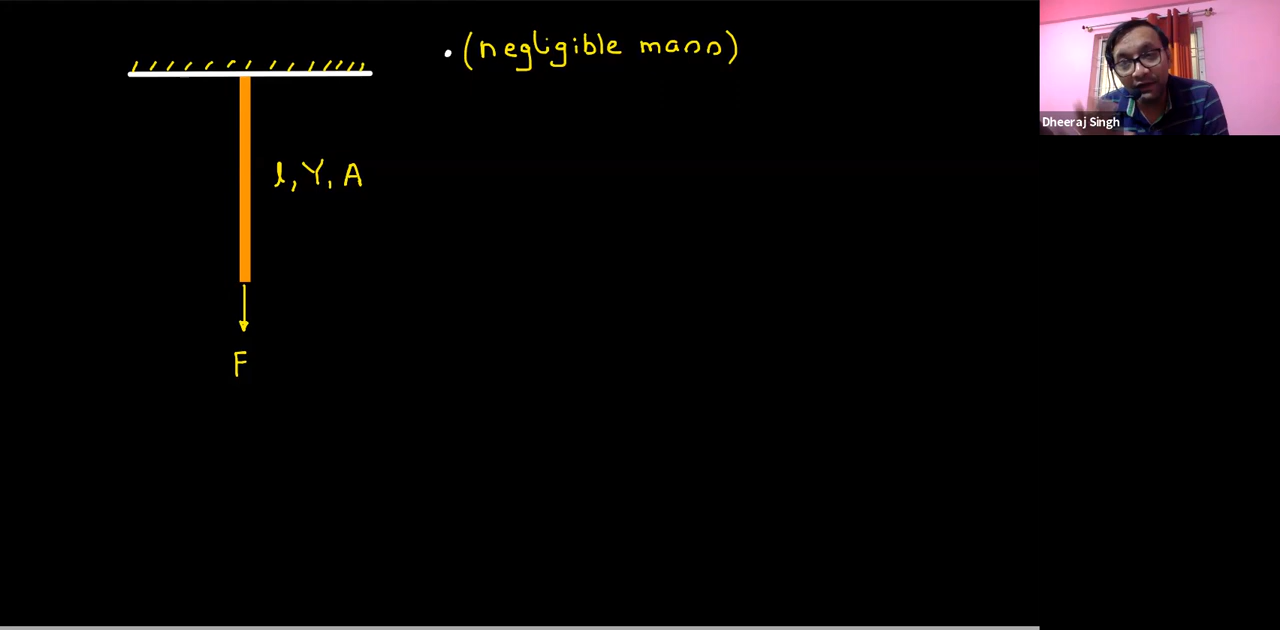 • (negligible mass)
Dheeraj Singh
l, Y, A
F